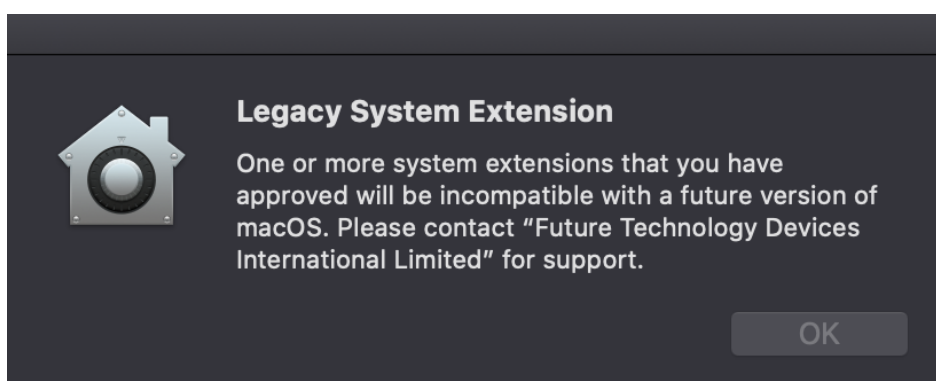 Legacy System Extension
One or more system extensions that you have
approved will be incompatible with a future version of
macOS. Please contact “Future Technology Devices
International Limited” for support.
OK